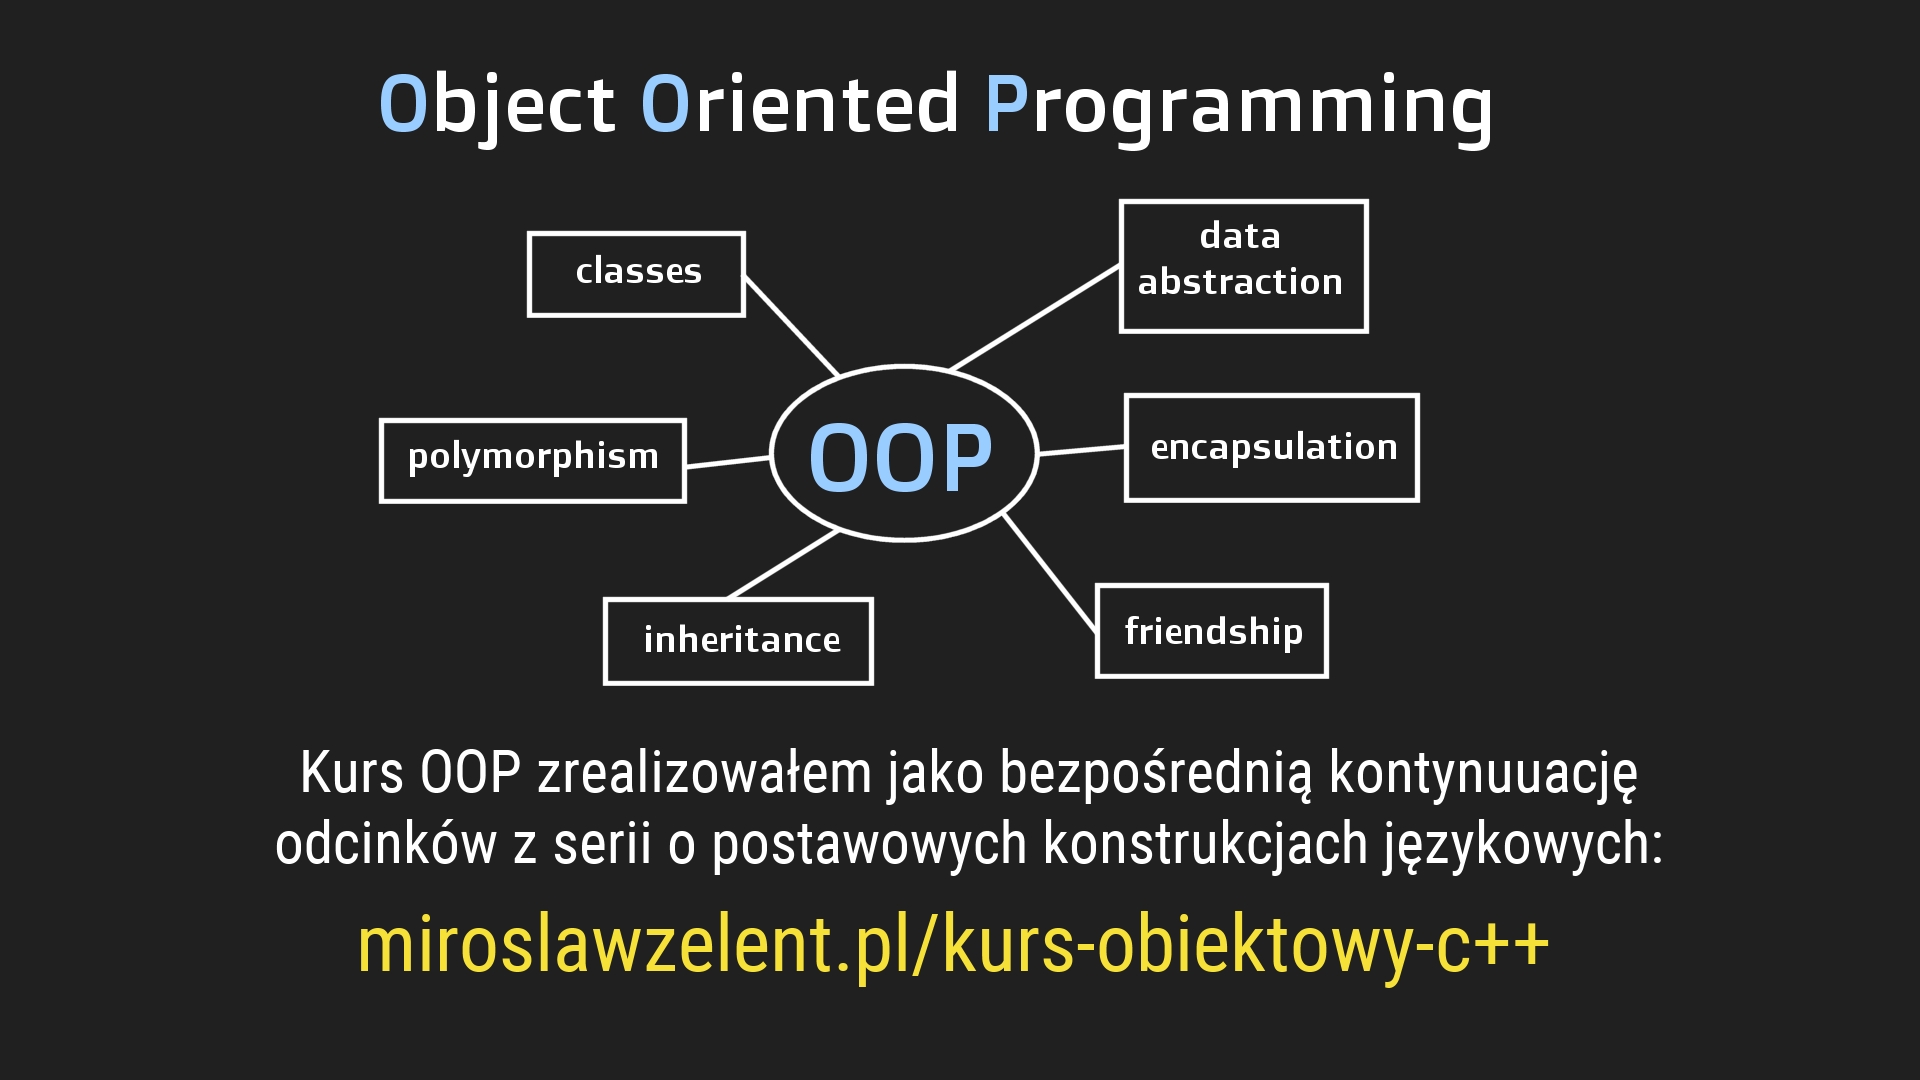 Object Oriented Programming
classes
data
abstraction
polymorphism
OOP
encapsulation
inheritance
friendship
Kurs OOP zrealizowałem jako bezpośrednią kontynuuację
odcinków z serii o postawowych konstrukcjach językowych:
miroslawzelent.pl/kurs-obiektowy-c++